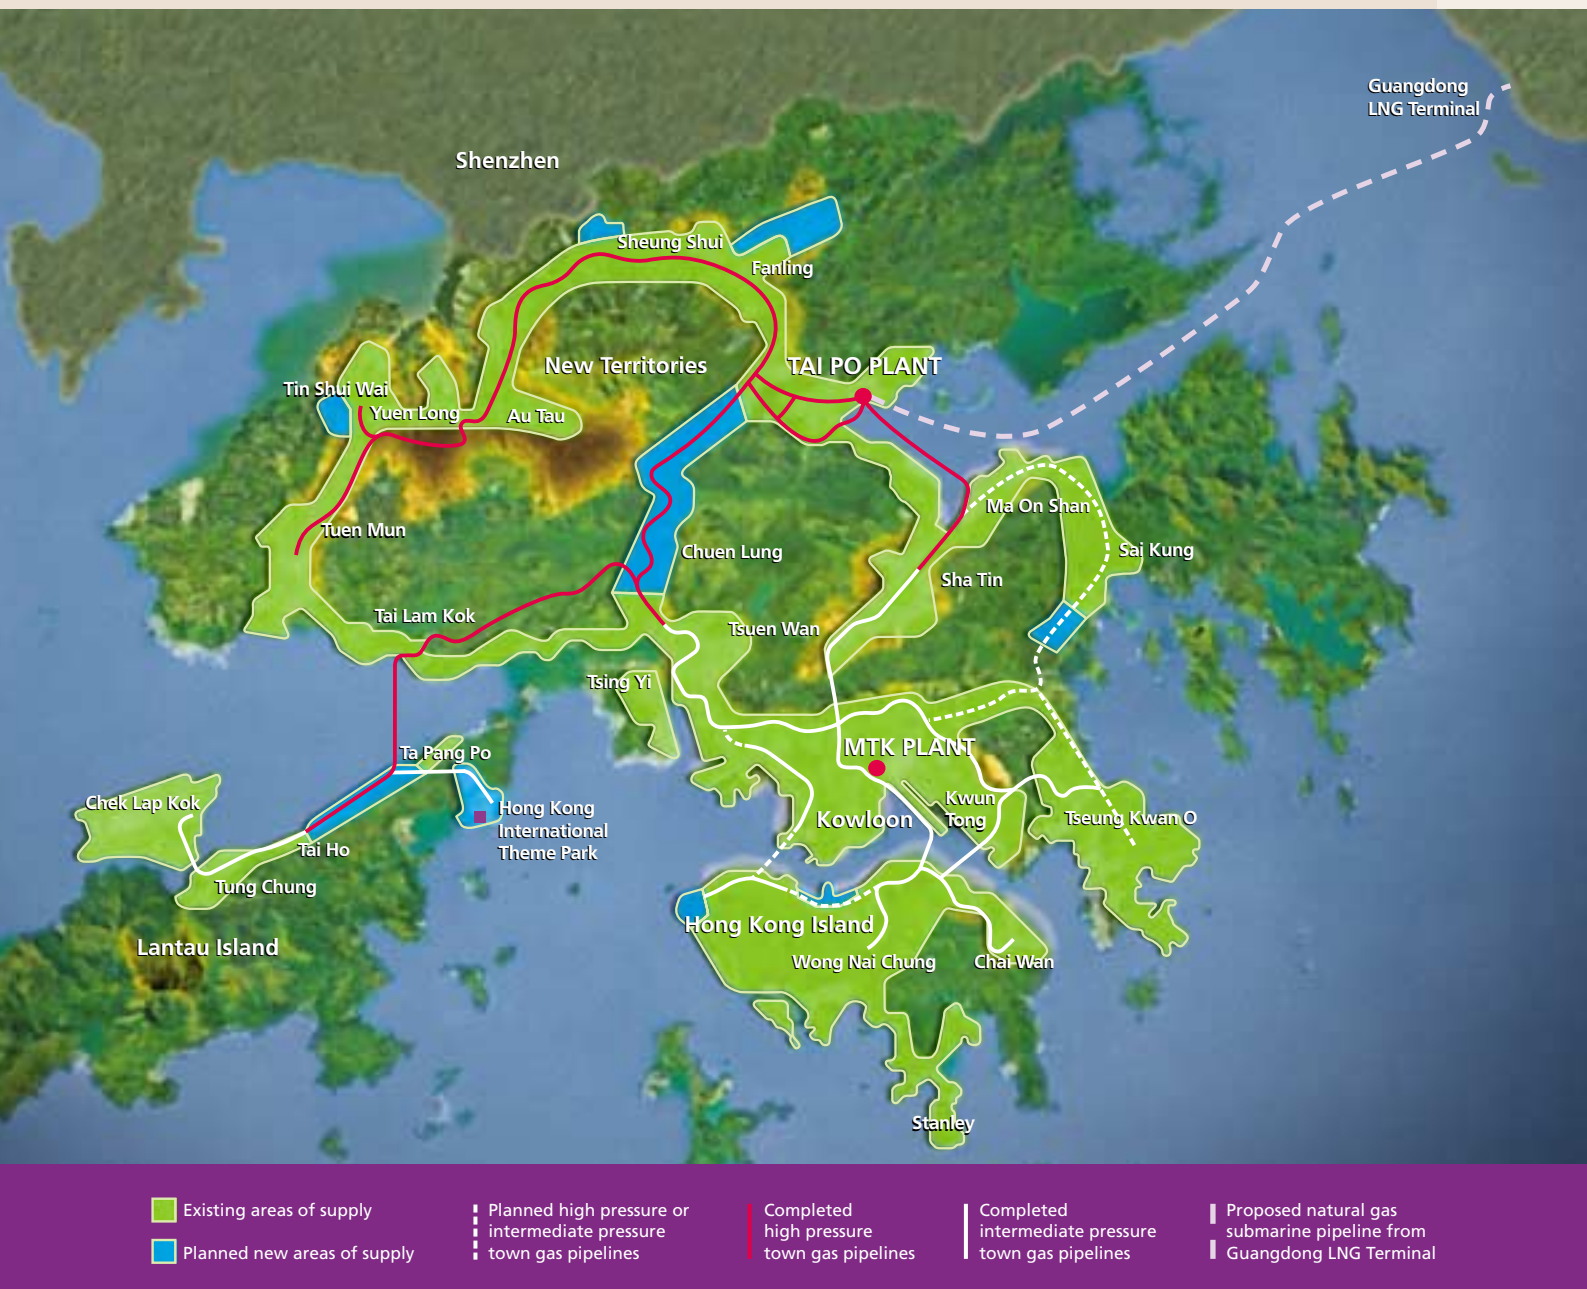 Guangdong
LNG Terminal
Shenzhen
Sheung Shui
Fanling
New Territories
TAI PO PLANT
Tin Shui Wai
Yuen Long
Au Tau
Ma On Shan
Tuen Mun
Chuen Lung
Sai Kung
Sha Tin
Tai Lam Kok
Tsuen Wan
Tsing Yi
Ta Pang Po
MTK PLANT
Chek Lap Kok
Hong Kong
International
Theme Park
Kwun
Tong
Kowloon
Tseung Kwan O
Tai Ho
Tung Chung
Hong Kong Island
Lantau Island
Wong Nai Chung
Chai Wan
Stanley
Existing areas of supply
Planned new areas of supply
Planned high pressure or
intermediate pressure
town gas pipelines
Completed
high pressure
town gas pipelines
Completed
intermediate pressure
town gas pipelines
Proposed natural gas
submarine pipeline from
Guangdong LNG Terminal